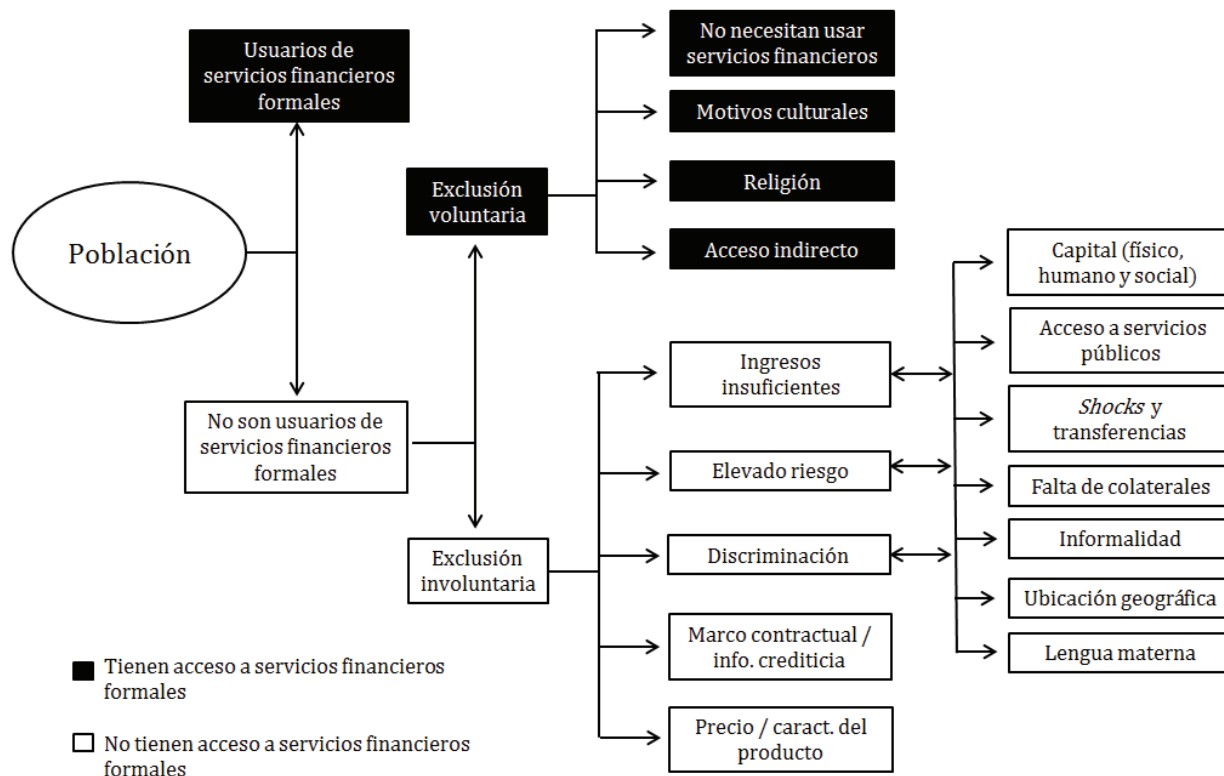 Usuarios de
servicios financieros
formales
No necesitan usar
servicios financieros
Motivos culturales
Religión
Acceso indirecto
Exclusión
voluntaria
Población
No son usuarios de
servicios financieros
formales
Exclusión
involuntaria
Ingresos
insuficientes
Elevado riesgo
Discriminación
Marco contractual /
info. crediticia
Precio / caract. del
producto
Capital (físico,
humano y social)
Acceso a servicios
públicos
Shocks y
transferencias
Falta de colaterales
Informalidad
Ubicación geográfica
Lengua materna
Tienen acceso a servicios financieros
formales
No tienen acceso a servicios financieros
formales